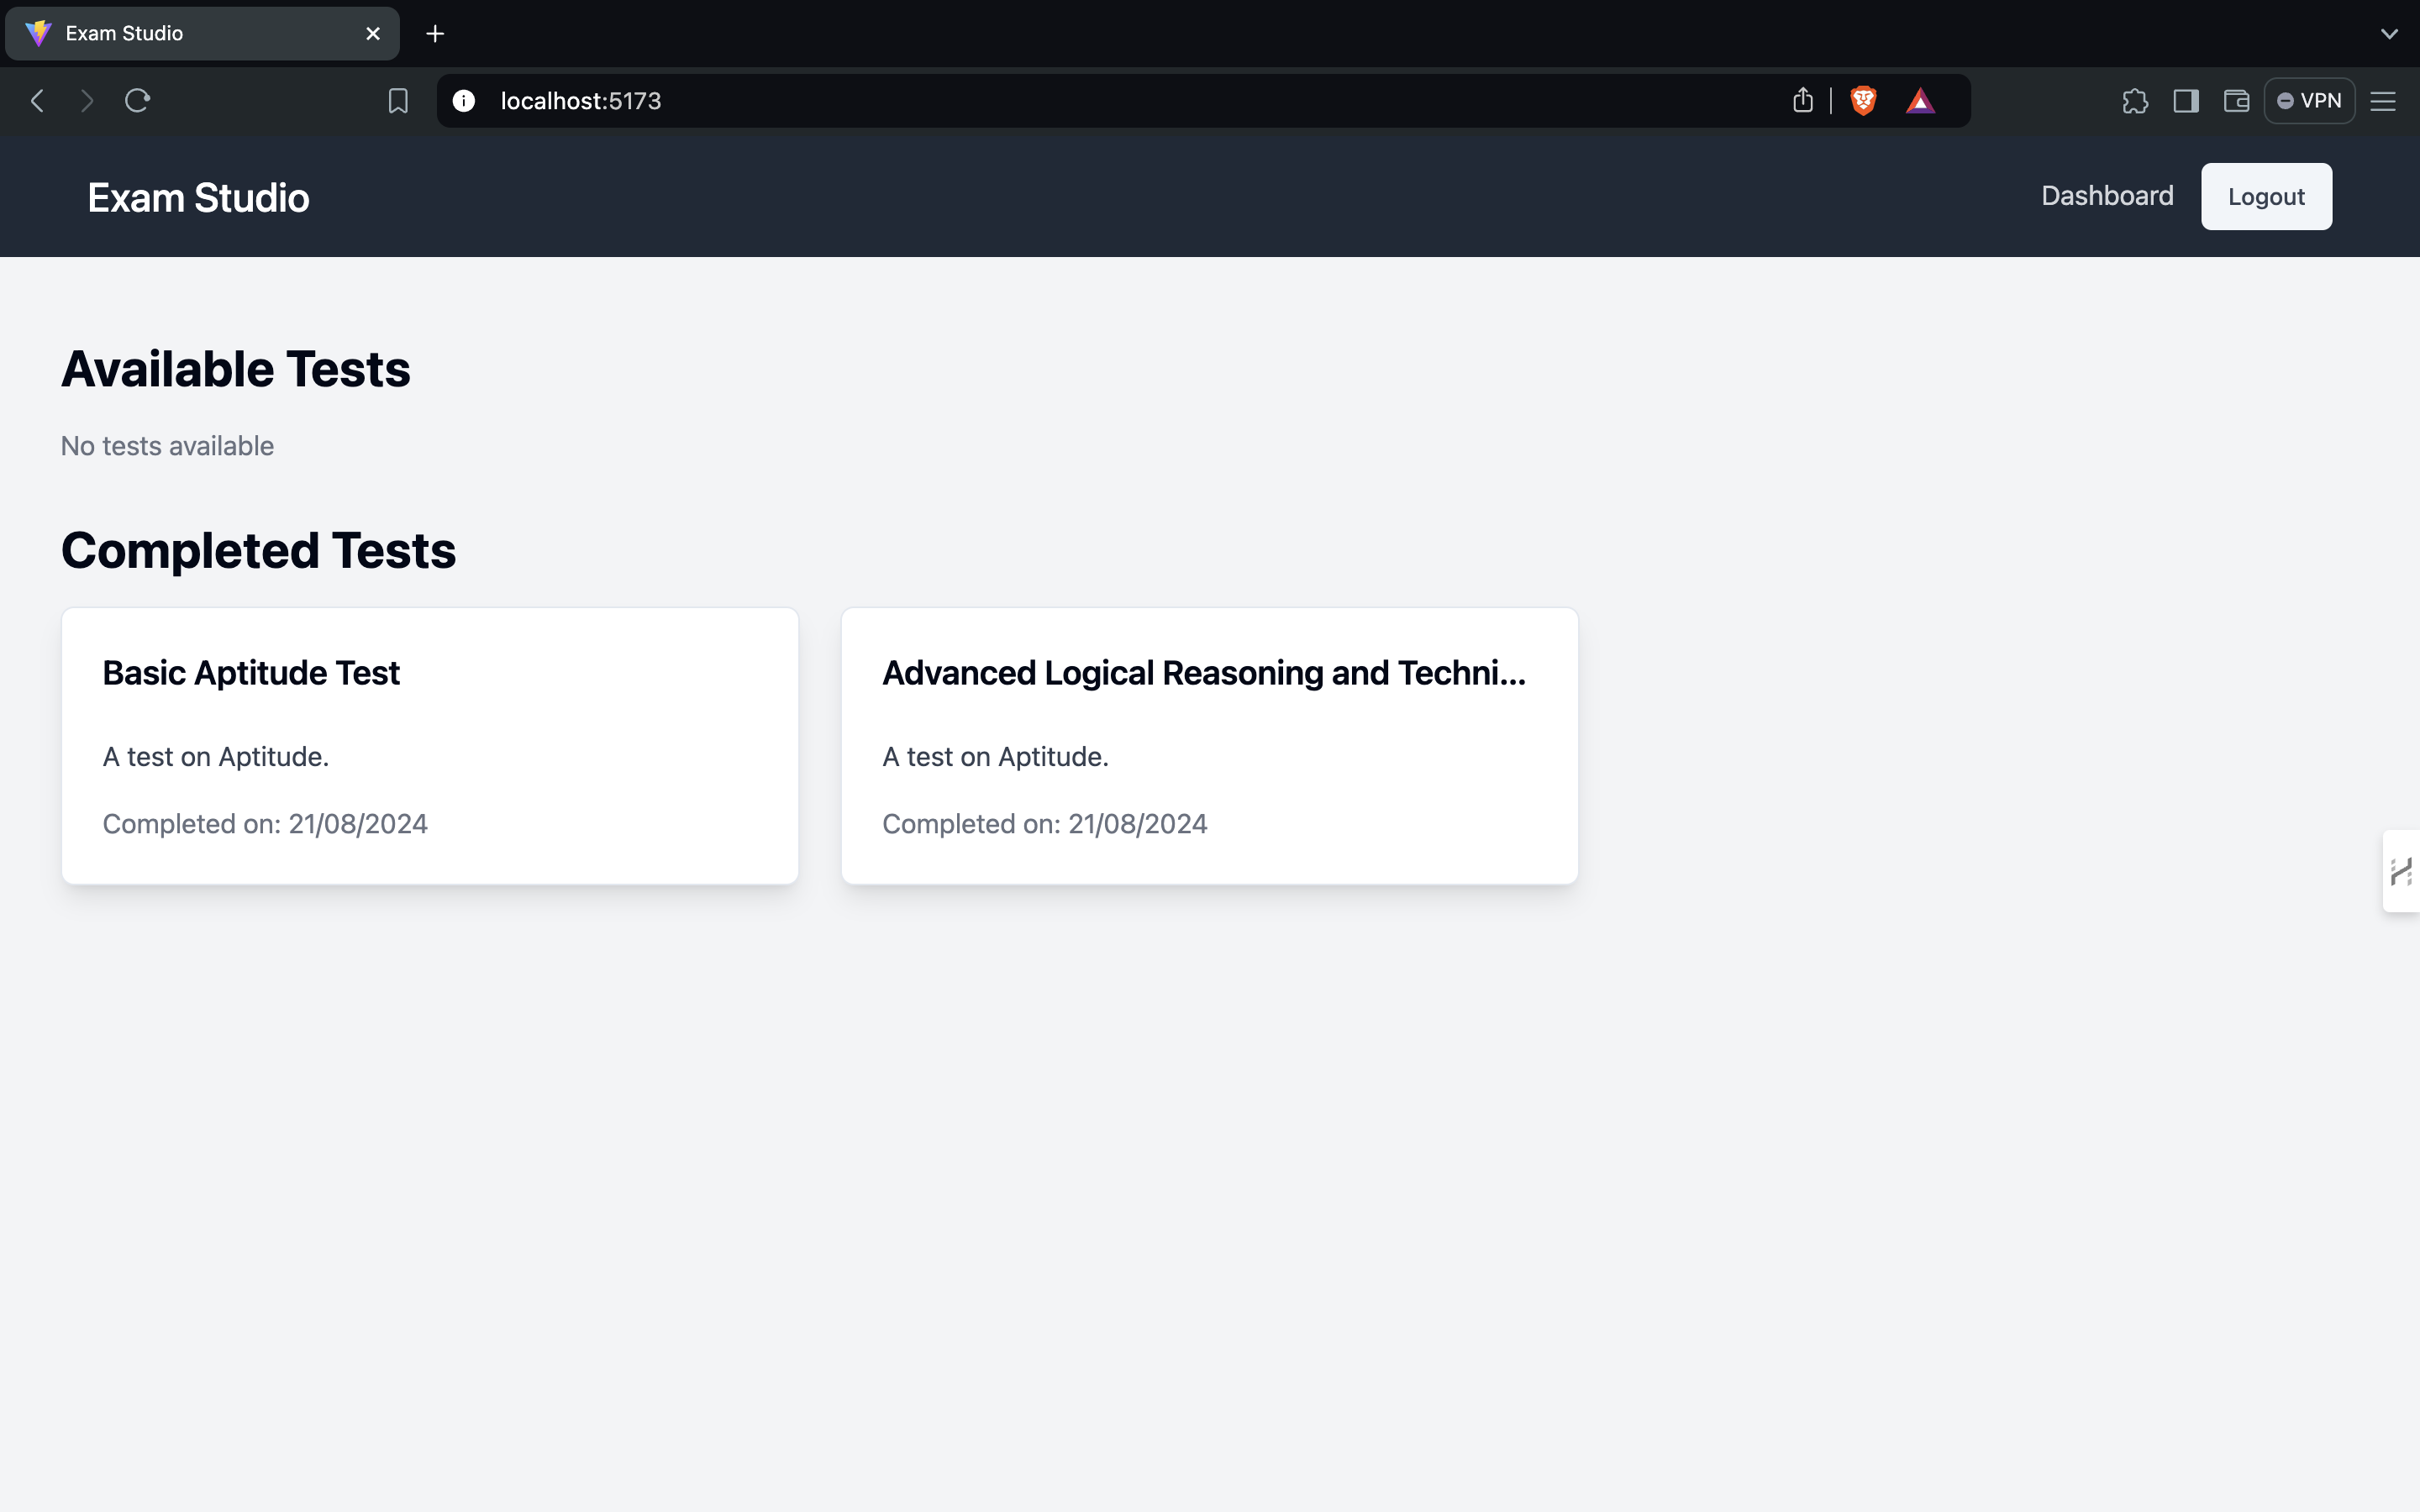 Exam Studio
localhost:5173
VPN
Exam Studio
Dashboard
Logout
Available Tests
No tests available
Completed Tests
Basic Aptitude Test
A test on Aptitude.
Completed on: 21/08/2024
Advanced Logical Reasoning and Techni...
A test on Aptitude.
Completed on: 21/08/2024